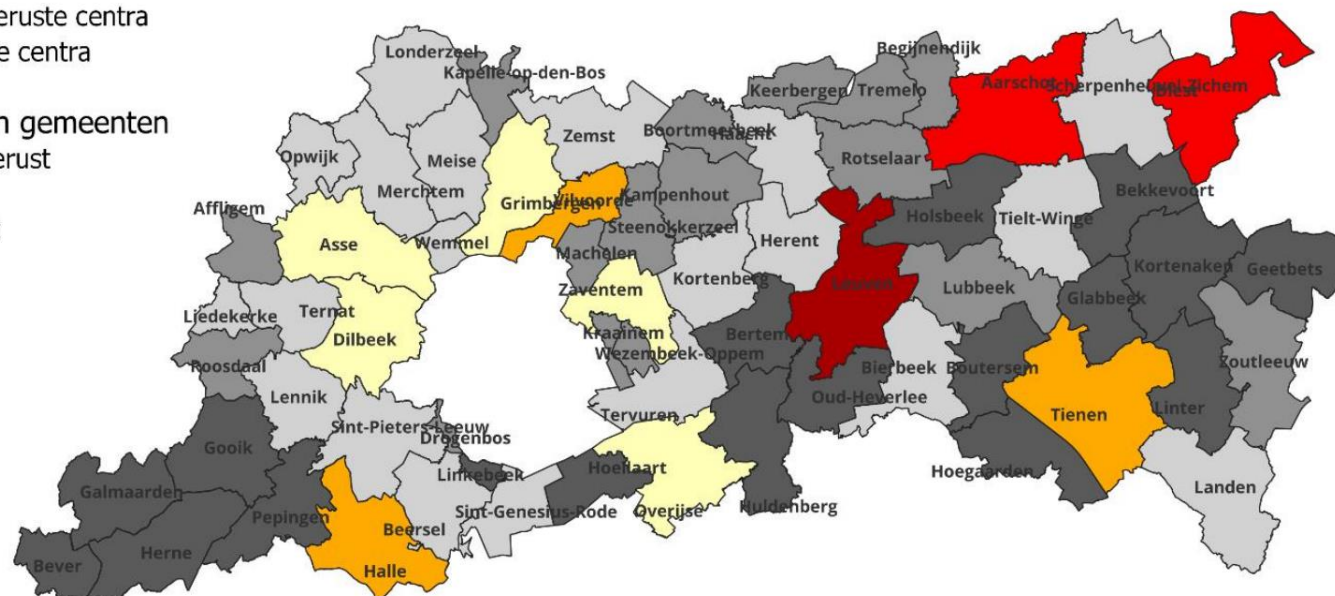 eruste centra
e centra
n gemeenten
erust
Londerzeel
Kapelle-op-den-Bos
Begijnendijk
Keerbergen
Tremelo
Aarschot
Scherpenheuvel-Zichem
Diest
Zemst
Boortmeerbeek
Haacht
Opwijk
Meise
Merchtem
Rotselaar
Bekkevoort
Affligem
Grimbergen
Vilvoorde
Kampenhout
Holsbeek
Tielt-Winge
Asse
Wemmel
Steenokkerzeel
Herent
Machelen
Kortenberg
Leuven
Kortenaken
Geetbets
Zaventem
Lubbeek
Glabbeek
Liedekerke
Ternat
Dilbeek
Kraainem
Bertem
Wezembeek-Oppem
Roosdaal
Bierbeek
Boutersem
Zoutleeuw
Lennik
Oud-Heverlee
Tervuren
Tienen
Linter
Sint-Pieters-Leeuw
Drogenbos
Gooik
Linkebeek
Hoeilaart
Hoegaarden
Galmaarden
Landen
Pepingen
Beersel
Sint-Genesius-Rode
Overijse
Huldenberg
Herne
Bever
Halle